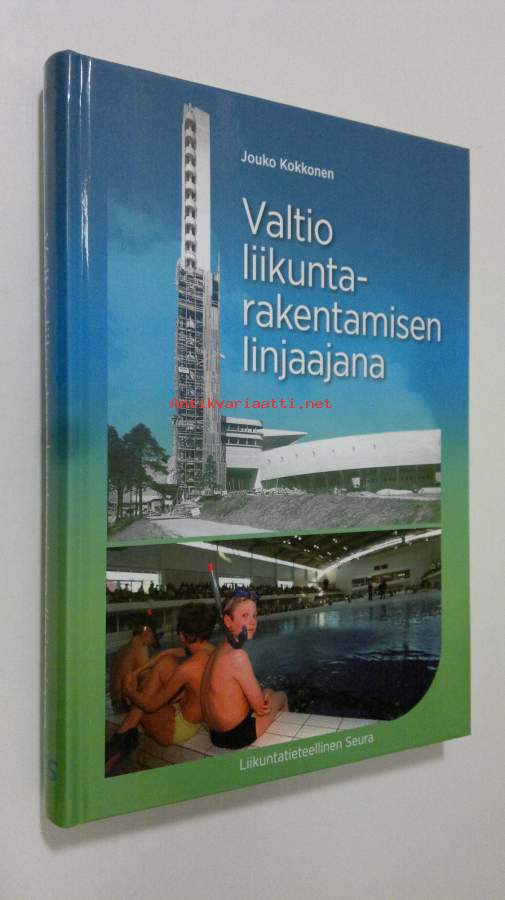 Jouko Kokkonen
Valtio
liikunta-
rakentamisen
linjaajana
Antikvariaatti.net
Liikuntatieteellinen Seura